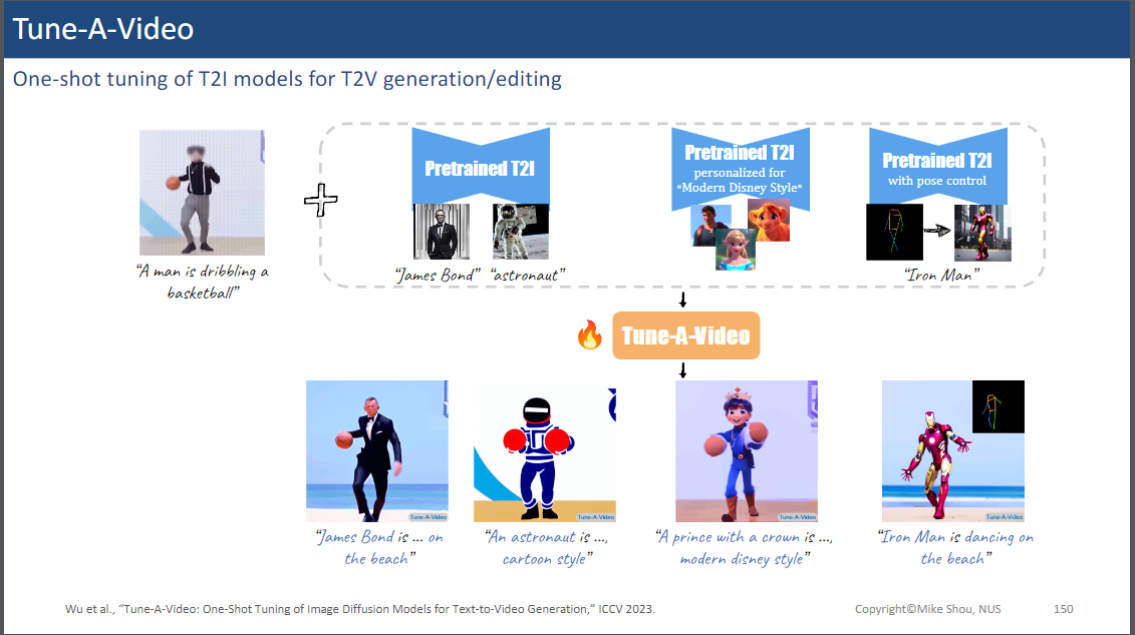 Tune-A-Video
One-shot tuning of T2I models for T2V generation/editing
Pretrained T2I
Pretrained T2I
personalized for
"Modern Disney Style"
Pretrained T2I
with pose control
"A man is dribbling a
basketball"
"James Bond"
"astronaut"
"Iron Man"
Tune-A-Video
Tune-A-Video
Tune-A-Video
Tune-A-Video
Tune-A-Video
"James Bond is ... on
the beach"
"An astronaut is ...,
cartoon style"
"A prince with a crown is ...,
modern disney style"
"Iron Man is dancing on
the beach"
Wu et al., "Tune-A-Video: One-Shot Tuning of Image Diffusion Models for Text-to-Video Generation," ICCV 2023.
Copyright©Mike Shou, NUS
150